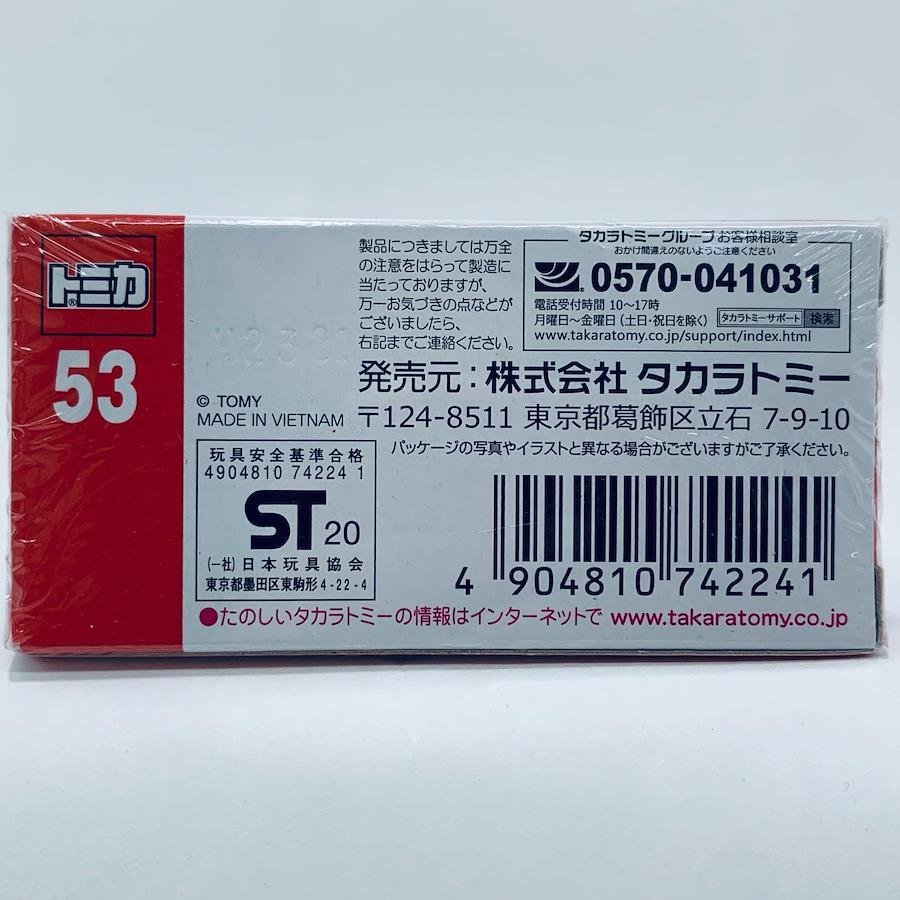 トミカ
®
53
製品につきましては万全
の注意をはらって製造に
当たっておりますが、
万一お気づきの点などが
ございましたら、
右記までご連絡ください。
タカラトミーグループ お客様相談室
おかけ間違えのないようご注意ください
0570-041031
電話受付時間 10〜17時
月曜日〜金曜日（土日・祝日を除く）
タカラトミーサポート 検索
www.takaratomy.co.jp/support/index.html
© TOMY
MADE IN VIETNAM
発売元：株式会社 タカラトミー
〒124-8511 東京都葛飾区立石 7-9-10
パッケージの写真やイラストと異なる場合がございますがご了承ください。
玩具安全基準合格
4904810 74224 1
ST 20
（一社）日本玩具協会
東京都墨田区東駒形4-22-4
4 904810 742241
●たのしいタカラトミーの情報はインターネットで www.takaratomy.co.jp